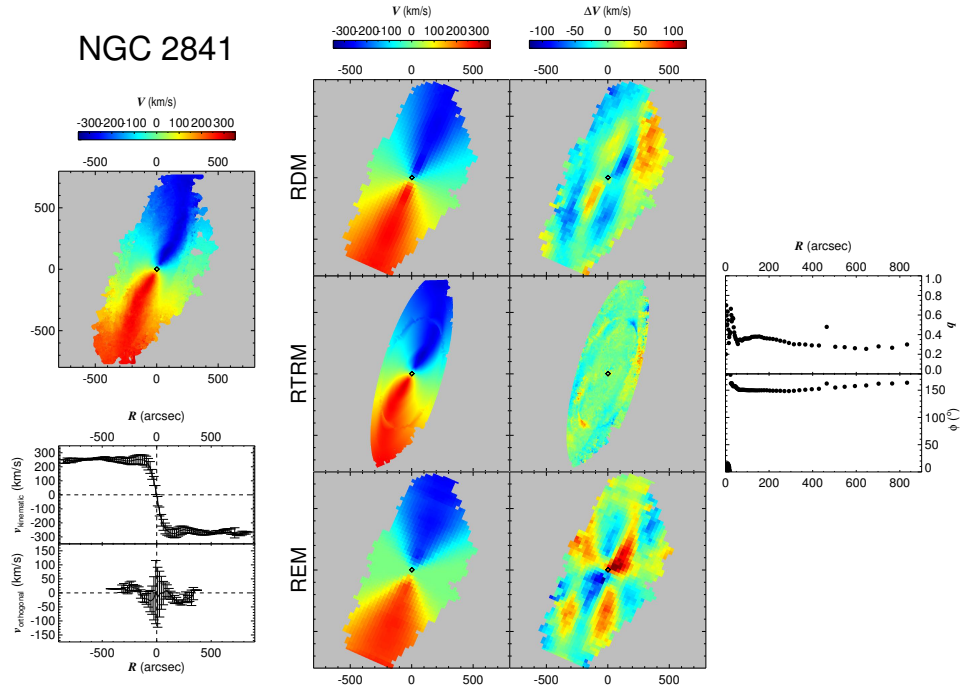 NGC 2841
V (km/s)
-300-200-100 0 100 200 300
-500 0 500
500
0
-500
-500 0 500
R (arcsec)
-500 0 500
300
200
100
0
-100
-200
-300
vkinematic (km/s)
150
100
50
0
-50
-100
-150
vorthogonal (km/s)
-500 0 500
R (arcsec)
V (km/s)
-300-200-100 0 100 200 300
ΔV (km/s)
-100 -50 0 50 100
-500 0 500
-500 0 500
RDM
RTRM
REM
-500 0 500
-500 0 500
R (arcsec)
0 200 400 600 800
1.0
0.8
0.6
0.4
0.2
0.0
q
150
100
50
0
ϕ (°)
0 200 400 600 800